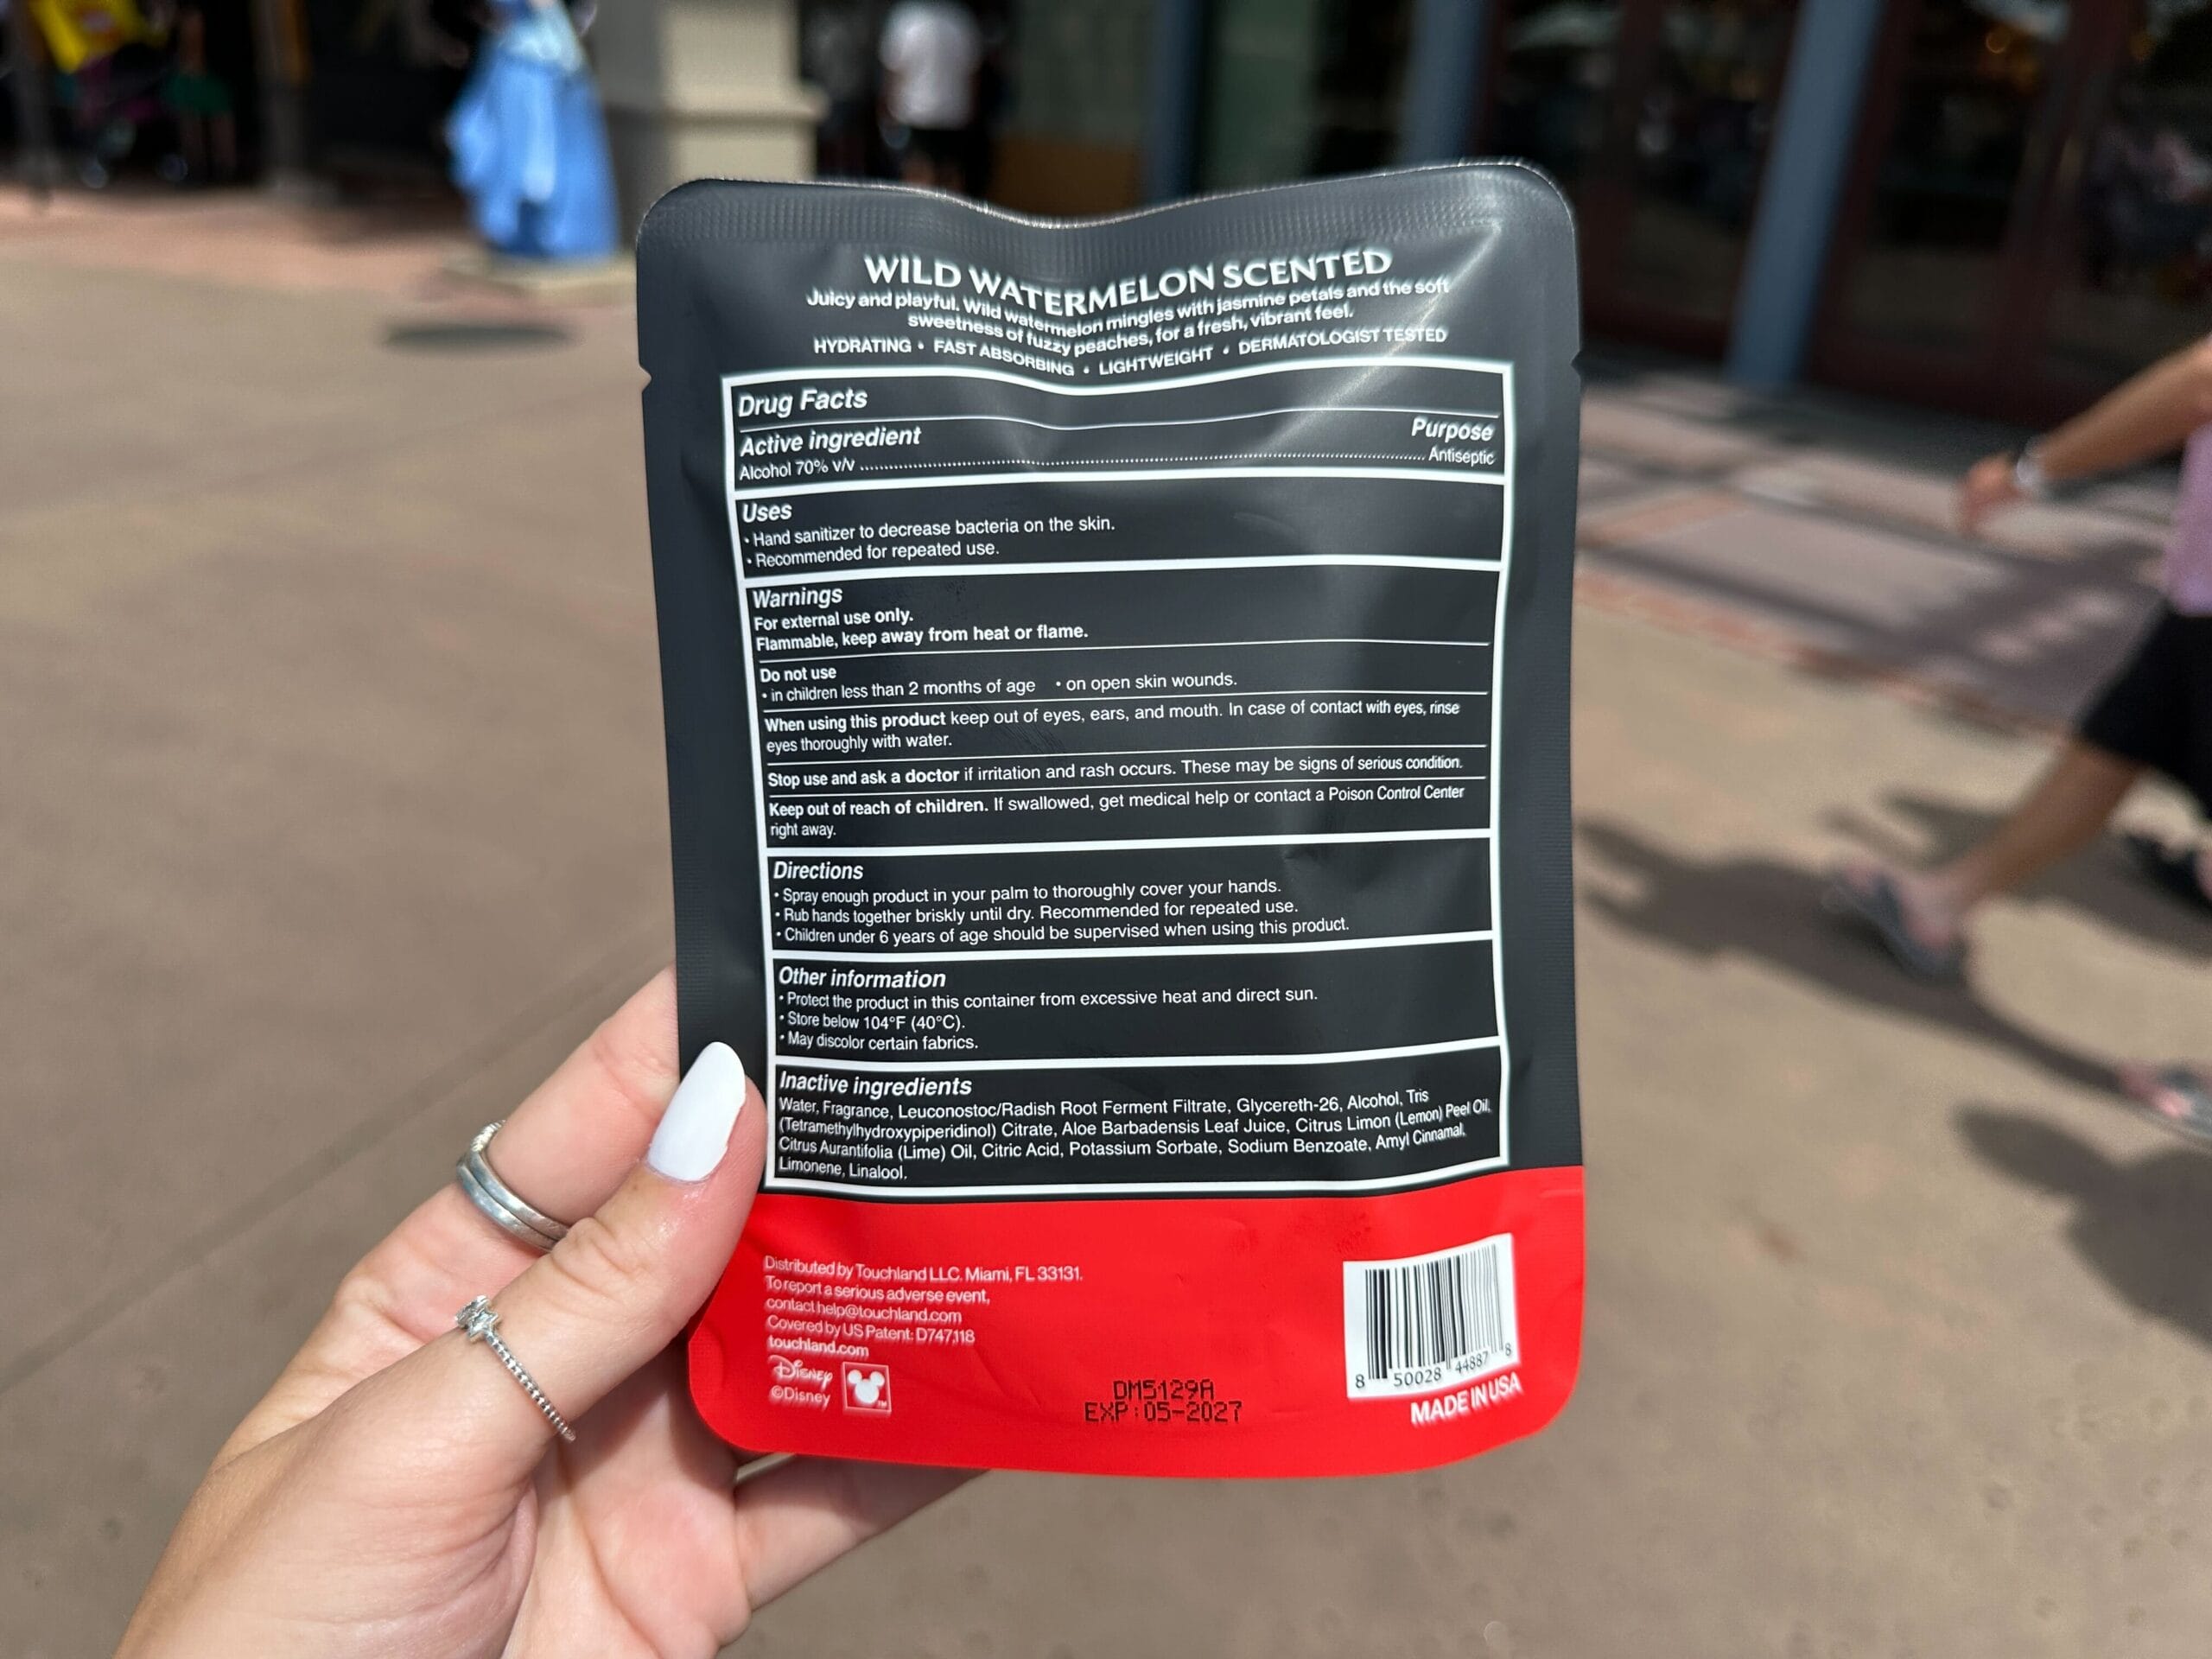 WILD WATERMELON SCENTED
Juicy and playful. Wild watermelon mingles with jasmine petals and the soft
sweetness of fuzzy peaches, for a fresh, vibrant feel.
HYDRATING • FAST ABSORBING • LIGHTWEIGHT • DERMATOLOGIST TESTED
Drug Facts
Active ingredient Purpose
Alcohol 70% v/v ........ Antiseptic
Uses
• Hand sanitizer to decrease bacteria on the skin.
• Recommended for repeated use.
Warnings
For external use only.
Flammable, keep away from heat or flame.
Do not use
• in children less than 2 months of age • on open skin wounds.
When using this product keep out of eyes, ears, and mouth. In case of contact with eyes, rinse
eyes thoroughly with water.
Stop use and ask a doctor if irritation and rash occurs. These may be signs of serious condition.
Keep out of reach of children. If swallowed, get medical help or contact a Poison Control Center
right away.
Directions
• Spray enough product in your palm to thoroughly cover your hands.
• Rub hands together briskly until dry. Recommended for repeated use.
• Children under 6 years of age should be supervised when using this product.
Other information
• Protect the product in this container from excessive heat and direct sun.
• Store below 104°F (40°C).
• May discolor certain fabrics.
Inactive ingredients
Water, Fragrance, Leuconostoc/Radish Root Ferment Filtrate, Glycereth-26, Alcohol, Tris
(Tetramethylhydroxypiperidinol) Citrate, Aloe Barbadensis Leaf Juice, Citrus Limon (Lemon) Peel Oil,
Citrus Aurantifolia (Lime) Oil, Citric Acid, Potassium Sorbate, Sodium Benzoate, Amyl Cinnamal,
Limonene, Linalool.
Distributed by Touchland LLC. Miami, FL 33131.
To report a serious adverse event,
contact help@touchland.com
Covered by US Patent: D747,118
touchland.com
Disney
©Disney
TM
DM5129A
EXP:05-2027
8 50028 44887 8
MADE IN USA